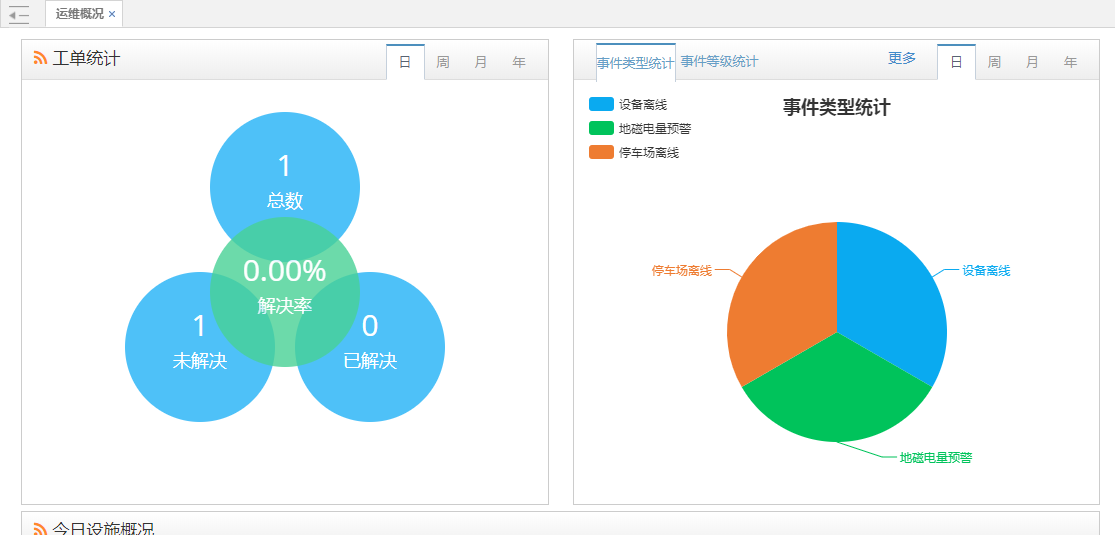 运维概况 ×
工单统计
日 周 月 年
1
总数
0.00%
解决率
1
未解决
0
已解决
事件类型统计 事件等级统计 更多 日 周 月 年
事件类型统计
设备离线
地磁电量预警
停车场离线
停车场离线
设备离线
地磁电量预警
今日设施概况